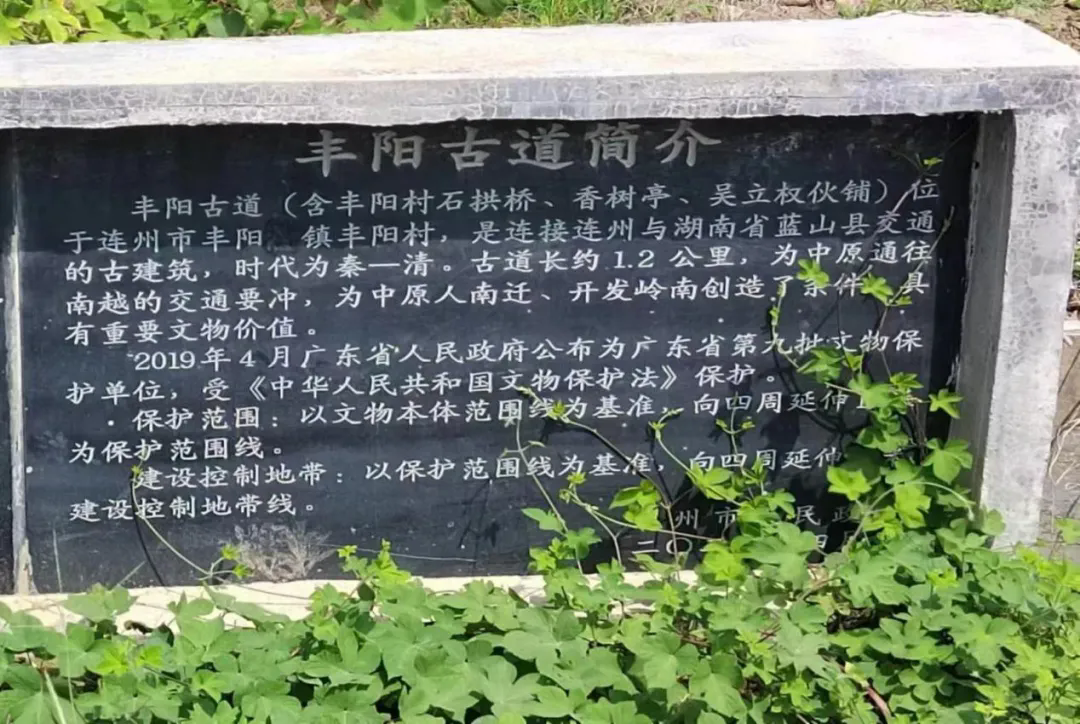 丰阳古道简介
丰阳古道（含丰阳村石拱桥、香树亭、吴立权伙铺）位
于连州市丰阳 镇丰阳村，是连接连州与湖南省蓝山县交通
的古建筑，时代为秦—清。古道长约 1.2 公里，为中原通往
南越的交通要冲，为中原人南迁、开发岭南创造了条件 具
有重要文物价值。
2019年 4 月广东省人民政府公布为广东省第九批文物保
护单位，受《中华人民共和国文物保护法》保护。
保护范围：以文物本体范围线为基准，向四周延伸
为保护范围线。
建设控制地带：以保护范围线为基准，向四周延伸
建设控制地带线。
州市 民政
二〇